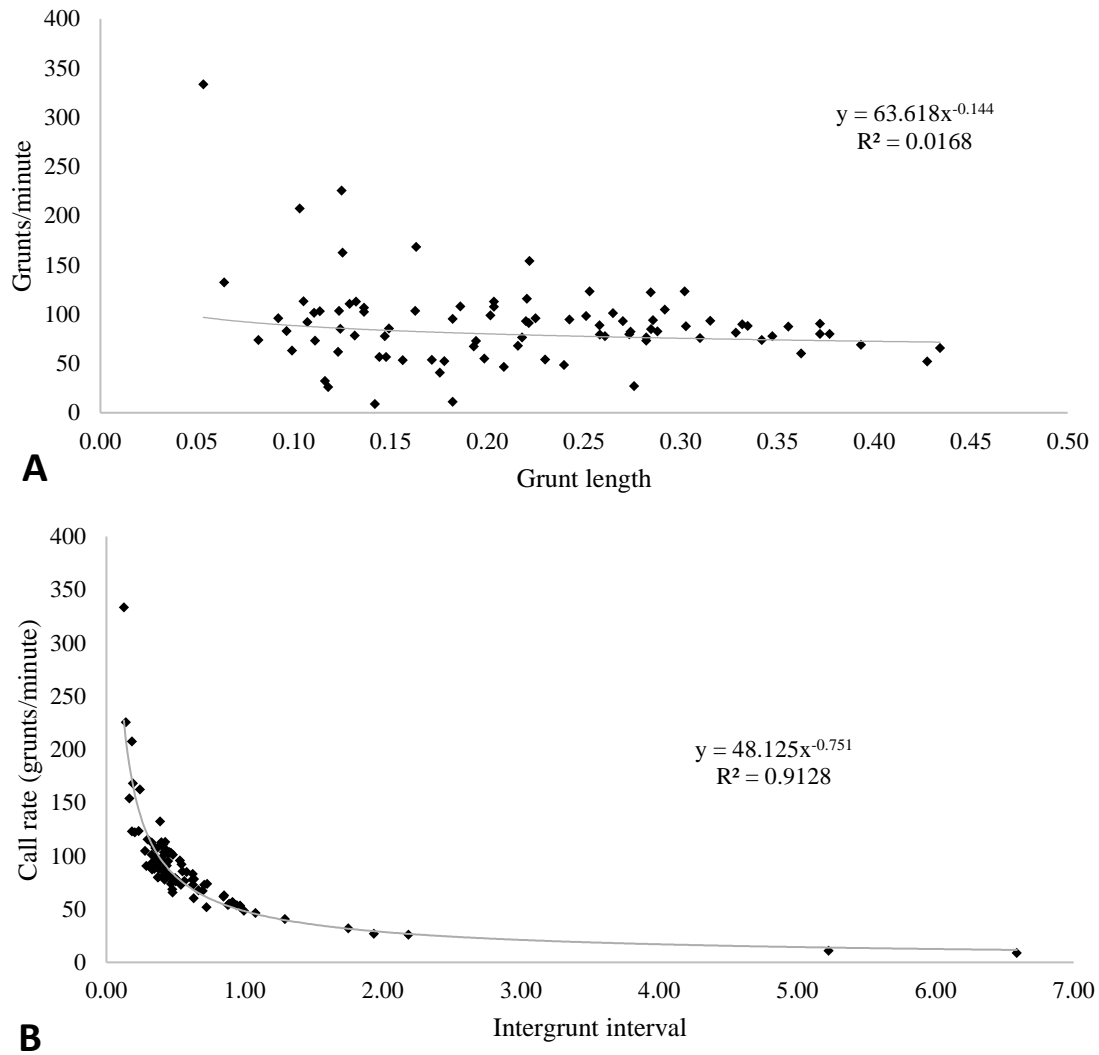 400
350
300
250
200
150
100
50
0
Grunts/minute
y = 63.618x^-0.144
R² = 0.0168
0.00 0.05 0.10 0.15 0.20 0.25 0.30 0.35 0.40 0.45 0.50
Grunt length
A
400
350
300
250
200
150
100
50
0
Call rate (grunts/minute)
y = 48.125x^-0.751
R² = 0.9128
0.00 1.00 2.00 3.00 4.00 5.00 6.00 7.00
Intergrunt interval
B